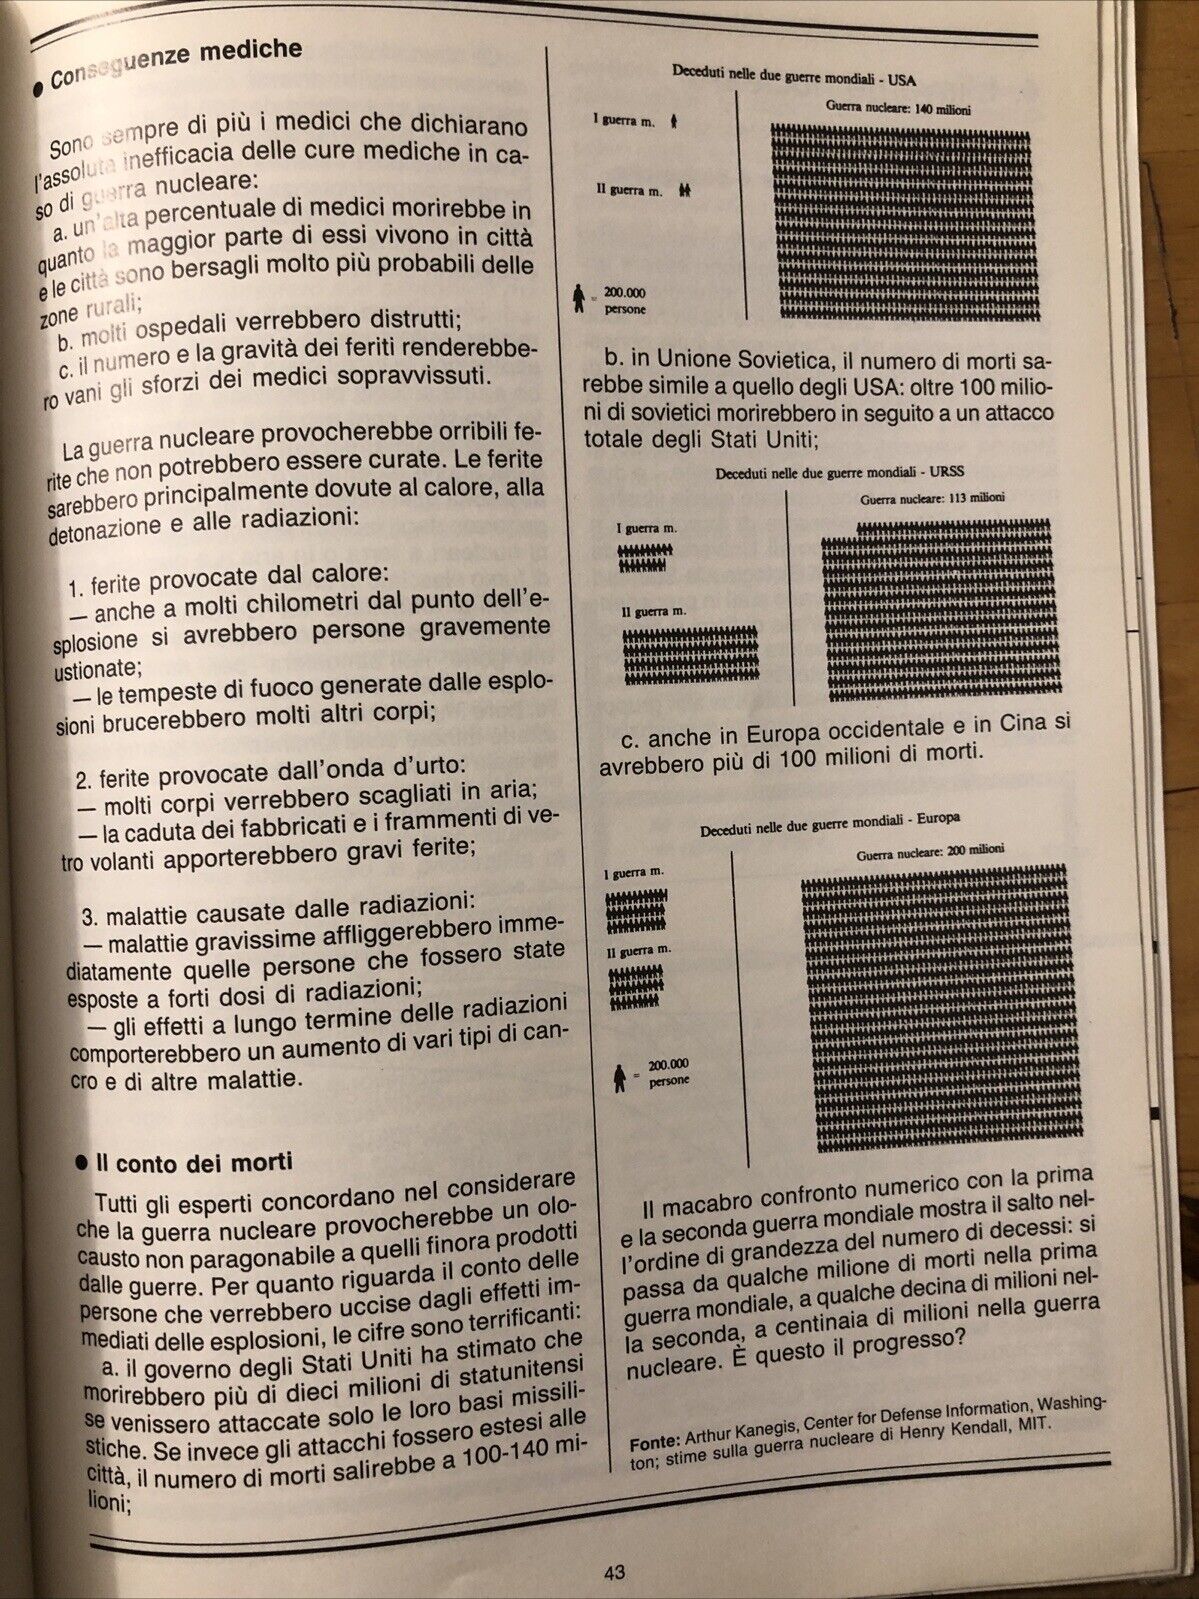 ● Conseguenze mediche
Sono sempre di più i medici che dichiarano
l'assoluta inefficacia delle cure mediche in ca-
so di guerra nucleare:
a. un'alta percentuale di medici morirebbe in
quanto la maggior parte di essi vivono in città
e le città sono bersagli molto più probabili delle
zone rurali;
b. molti ospedali verrebbero distrutti;
c. il numero e la gravità dei feriti renderebbe-
ro vani gli sforzi dei medici sopravvissuti.
La guerra nucleare provocherebbe orribili fe-
rite che non potrebbero essere curate. Le ferite
sarebbero principalmente dovute al calore, alla
detonazione e alle radiazioni:
1. ferite provocate dal calore:
— anche a molti chilometri dal punto dell'e-
splosione si avrebbero persone gravemente
ustionate;
— le tempeste di fuoco generate dalle esplo-
sioni brucerebbero molti altri corpi;
2. ferite provocate dall'onda d'urto:
— molti corpi verrebbero scagliati in aria;
— la caduta dei fabbricati e i frammenti di ve-
tro volanti apporterebbero gravi ferite;
3. malattie causate dalle radiazioni:
— malattie gravissime affliggerebbero imme-
diatamente quelle persone che fossero state
esposte a forti dosi di radiazioni;
— gli effetti a lungo termine delle radiazioni
comporterebbero un aumento di vari tipi di can-
cro e di altre malattie.
● Il conto dei morti
Tutti gli esperti concordano nel considerare
che la guerra nucleare provocherebbe un olo-
causto non paragonabile a quelli finora prodotti
dalle guerre. Per quanto riguarda il conto delle
persone che verrebbero uccise dagli effetti im-
mediati delle esplosioni, le cifre sono terrificanti:
a. il governo degli Stati Uniti ha stimato che
morirebbero più di dieci milioni di statunitensi
se venissero attaccate solo le loro basi missili-
stiche. Se invece gli attacchi fossero estesi alle
città, il numero di morti salirebbe a 100-140 mi-
lioni;
Deceduti nelle due guerre mondiali - USA
Guerra nucleare: 140 milioni
I guerra m.
II guerra m.
= 200.000
persone
b. in Unione Sovietica, il numero di morti sa-
rebbe simile a quello degli USA: oltre 100 milio-
ni di sovietici morirebbero in seguito a un attacco
totale degli Stati Uniti;
Deceduti nelle due guerre mondiali - URSS
Guerra nucleare: 113 milioni
I guerra m.
II guerra m.
c. anche in Europa occidentale e in Cina si
avrebbero più di 100 milioni di morti.
Deceduti nelle due guerre mondiali - Europa
Guerra nucleare: 200 milioni
I guerra m.
II guerra m.
= 200.000
persone
Il macabro confronto numerico con la prima
e la seconda guerra mondiale mostra il salto nel-
l'ordine di grandezza del numero di decessi: si
passa da qualche milione di morti nella prima
guerra mondiale, a qualche decina di milioni nel-
la seconda, a centinaia di milioni nella guerra
nucleare. È questo il progresso?
Fonte: Arthur Kanegis, Center for Defense Information, Washing-
ton; stime sulla guerra nucleare di Henry Kendall, MIT.
43